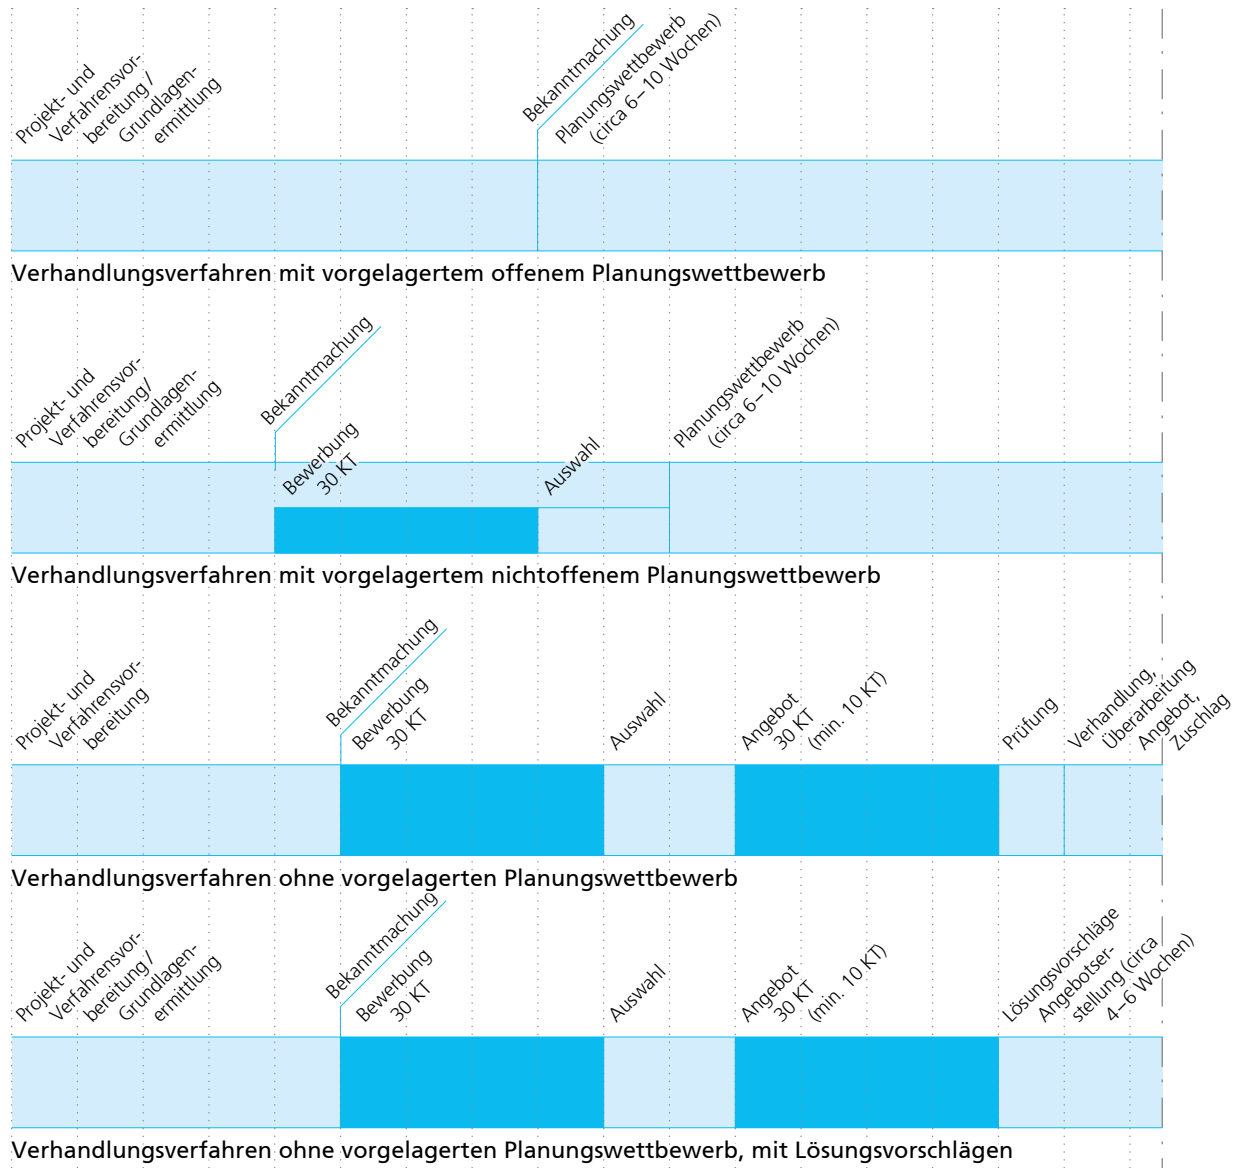 Projekt- und
Verfahrensvor-
bereitung /
Grundlagen-
ermittlung
Bekanntmachung
Planungswettbewerb
(circa 6–10 Wochen)
Verhandlungsverfahren mit vorgelagertem offenem Planungswettbewerb
Projekt- und
Verfahrensvor-
bereitung/
Grundlagen-
ermittlung
Bekanntmachung
Bewerbung
30 KT
Auswahl
Planungswettbewerb
(circa 6–10 Wochen)
Verhandlungsverfahren mit vorgelagertem nichtoffenem Planungswettbewerb
Projekt- und
Verfahrensvor-
bereitung
Bekanntmachung
Bewerbung
30 KT
Auswahl
Angebot
30 KT
(min. 10 KT)
Prüfung
Verhandlung,
Überarbeitung
Angebot,
Zuschlag
Verhandlungsverfahren ohne vorgelagerten Planungswettbewerb
Projekt- und
Verfahrensvor-
bereitung /
Grundlagen-
ermittlung
Bekanntmachung
Bewerbung
30 KT
Auswahl
Angebot
30 KT
(min. 10 KT)
Lösungsvorschläge
Angebotser-
stellung (circa
4–6 Wochen)
Verhandlungsverfahren ohne vorgelagerten Planungswettbewerb, mit Lösungsvorschlägen